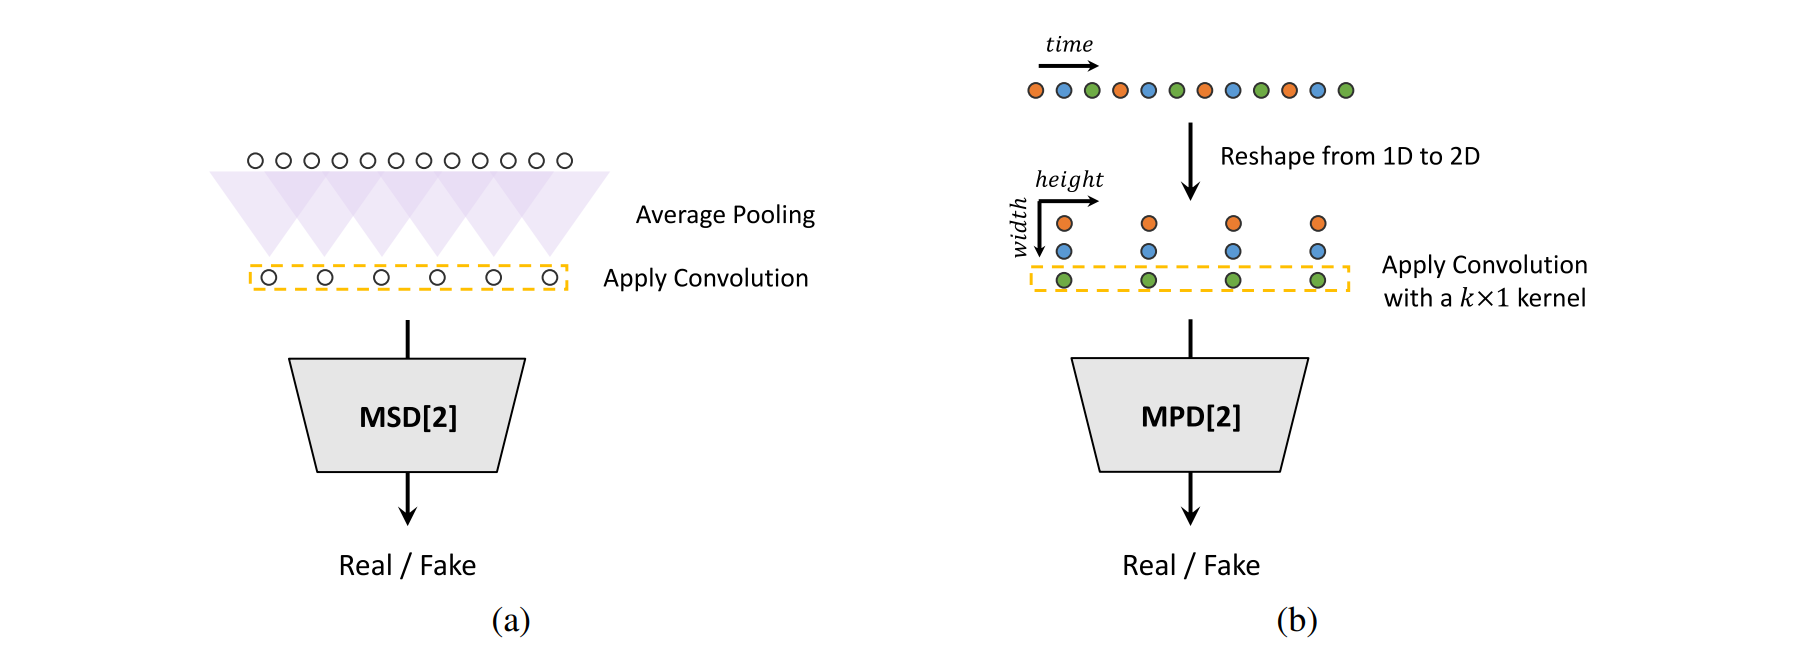 Average Pooling
Apply Convolution
MSD[2]
Real / Fake
(a)
time
Reshape from 1D to 2D
height
width
Apply Convolution
with a k×1 kernel
MPD[2]
Real / Fake
(b)